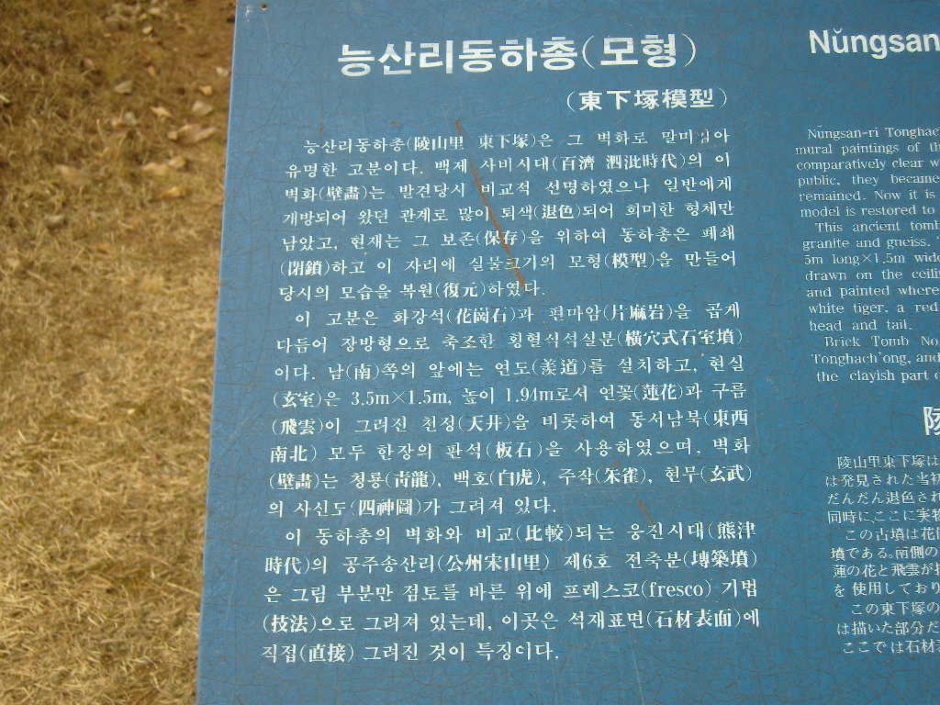 능산리동하총(모형)
(東下塚模型)
능산리동하총(陵山里 東下塚)은 그 벽화로 말미암아
유명한 고분이다. 백제 사비시대(百濟 泗沘時代)의 이
벽화(壁畵)는 발견당시 비교적 선명하였으나 일반에게
개방되어 왔던 관계로 많이 퇴색(退色)되어 희미한 형체만
남았고, 현재는 그 보존(保存)을 위하여 동하총은 폐쇄
(閉鎖)하고 이 자리에 실물크기의 모형(模型)을 만들어
당시의 모습을 복원(復元)하였다.
이 고분은 화강석(花崗石)과 편마암(片麻岩)을 곱게
다듬어 장방형으로 축조한 횡혈식석실분(橫穴式石室墳)
이다. 남(南)쪽의 앞에는 연도(羨道)를 설치하고, 현실
(玄室)은 3.5m×1.5m, 높이 1.94m로서 연꽃(蓮花)과 구름
(飛雲)이 그려진 천정(天井)을 비롯하여 동서남북(東西
南北) 모두 한장의 판석(板石)을 사용하였으며, 벽화
(壁畵)는 청룡(靑龍), 백호(白虎), 주작(朱雀), 현무(玄武)
의 사신도(四神圖)가 그려져 있다.
이 동하총의 벽화와 비교(比較)되는 웅진시대(熊津
時代)의 공주송산리(公州宋山里) 제6호 전축분(塼築墳)
은 그림 부분만 점토를 바른 위에 프레스코(fresco) 기법
(技法)으로 그려져 있는데, 이곳은 석재표면(石材表面)에
직접(直接) 그려진 것이 특징이다.
Nŭngsan
Nŭngsan-ri Tonghac
mural paintings of th
comparatively clear w
public, they became
remained. Now it is
model is restored to
This ancient tomb
granite and gneiss.
5m long×1.5m wide
drawn on the ceili
and painted where
white tiger, a red
head and tail.
Brick Tomb No.
Tonghach'ong, and
the clayish part o
陵
陵山里東下塚は
は発見された当初
だんだん退色され
同時に、ここに実物
この古墳は花
墳である。南側の
蓮の花と飛雲が
を使用しており
この東下塚の
は描いた部分だ
ここでは石材